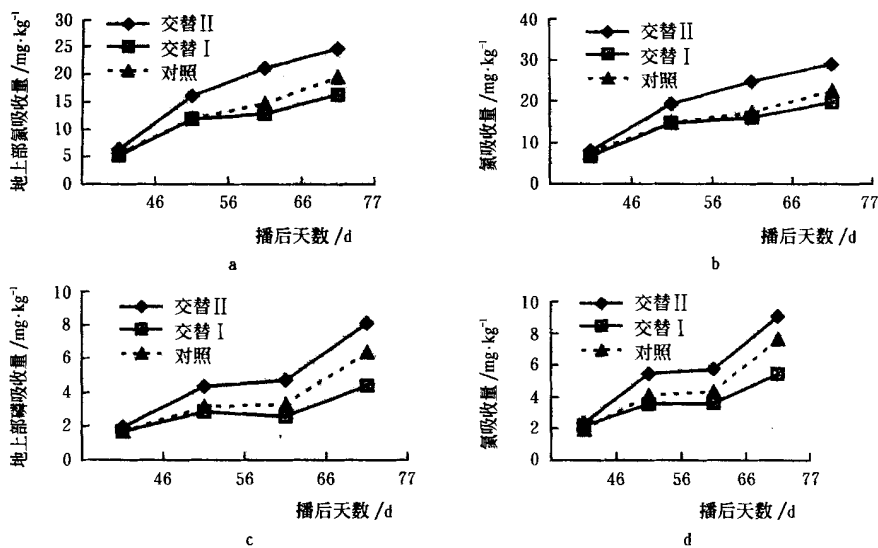 地上部氮吸收量/mg·kg⁻¹
30
25
20
15
10
5
0
交替II
交替I
对照
46 56 66 77
播后天数/d
a
氮吸收量/mg·kg⁻¹
40
30
20
10
0
交替II
交替I
对照
46 56 66 77
播后天数/d
b
地上部磷吸收量/mg·kg⁻¹
10
8
6
4
2
0
交替II
交替I
对照
46 56 66 77
播后天数/d
c
氮吸收量/mg·kg⁻¹
10
8
6
4
2
0
交替II
交替I
对照
46 56 66 77
播后天数/d
d